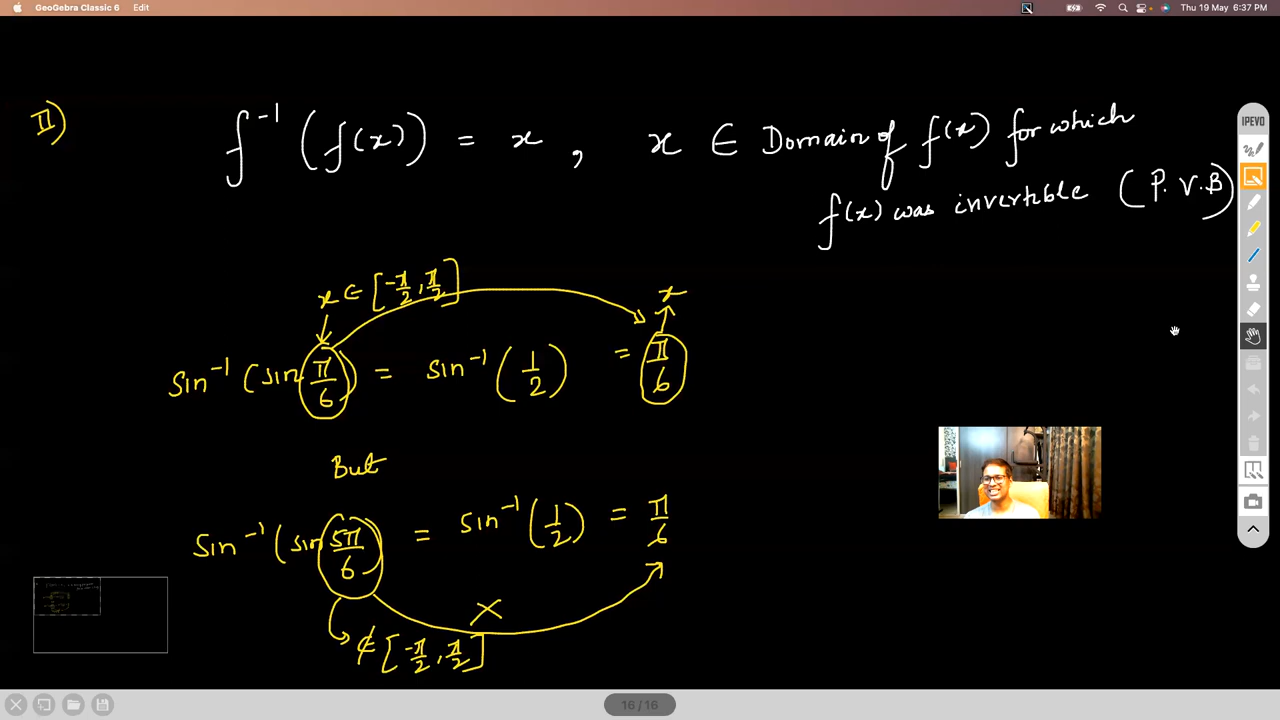 GeoGebra Classic 6 Edit Thu 19 May 6:37 PM
IPEVO
II) f⁻¹(f(x)) = x , x ∈ Domain of f(x) for which
f(x) was invertible (P.V.B)
x ∈ [-π/2, π/2] x
sin⁻¹(sin π/6) = sin⁻¹(1/2) = π/6
But
sin⁻¹(sin 5π/6) = sin⁻¹(1/2) = π/6
∉ [-π/2, π/2]
16 / 16